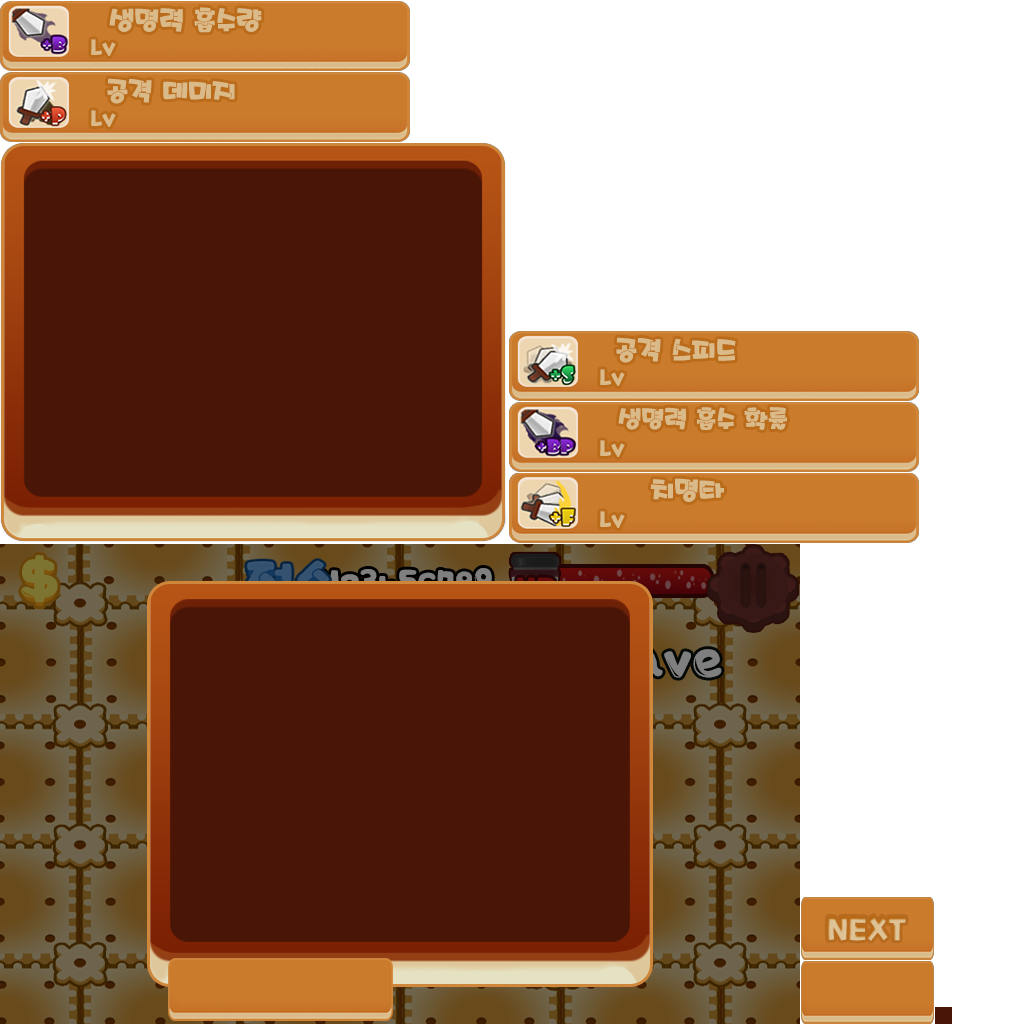 생명력 흡수량
Lv
+B
공격 데미지
Lv
+P
공격 스피드
Lv
+S
생명력 흡수 확률
Lv
+BP
치명타
Lv
+F
$
NEXT